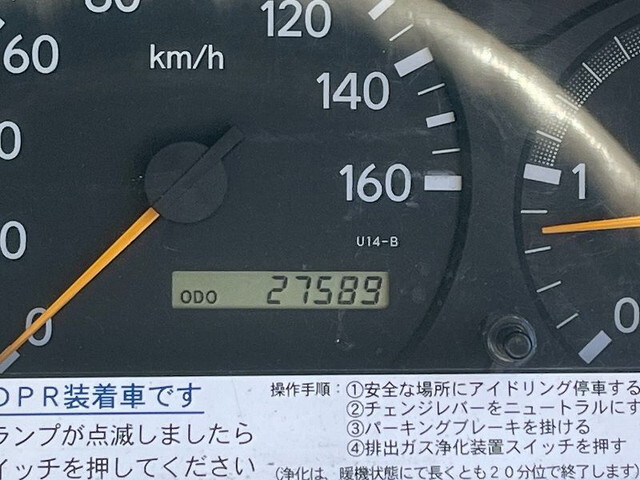 80
120
60
km/h
140
0
160
1
0
U14-B
ODO 27589
0
0
DPR装着車です
ランプが点滅しましたら
イッチを押してください
操作手順：①安全な場所にアイドリング停車する
②チェンジレバーをニュートラルにす
③パーキングブレーキを掛ける
④排出ガス浄化装置スイッチを押す
（浄化は、暖機状態にて長くとも２０分位で終了します）